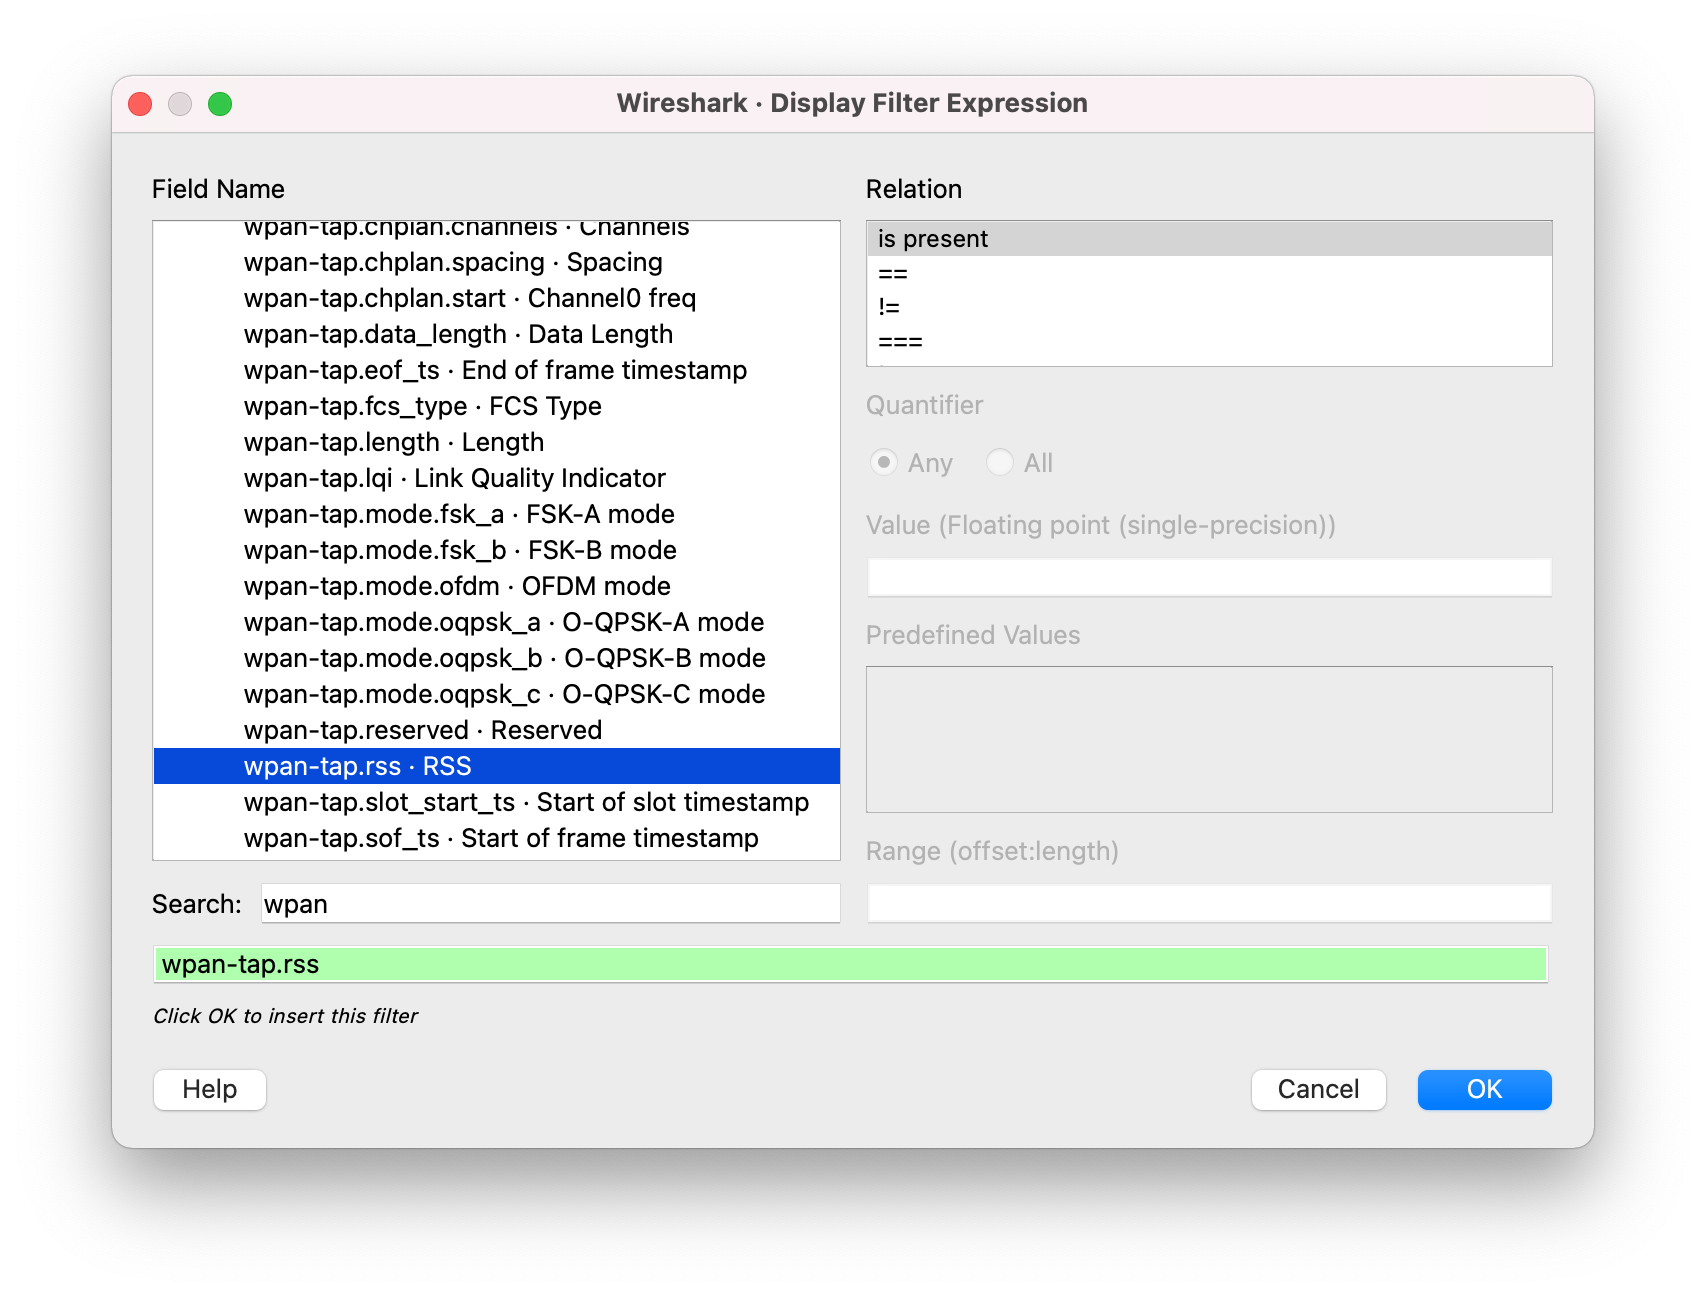 Wireshark · Display Filter Expression
Field Name
wpan-tap.chplan.channels · Channels
wpan-tap.chplan.spacing · Spacing
wpan-tap.chplan.start · Channel0 freq
wpan-tap.data_length · Data Length
wpan-tap.eof_ts · End of frame timestamp
wpan-tap.fcs_type · FCS Type
wpan-tap.length · Length
wpan-tap.lqi · Link Quality Indicator
wpan-tap.mode.fsk_a · FSK-A mode
wpan-tap.mode.fsk_b · FSK-B mode
wpan-tap.mode.ofdm · OFDM mode
wpan-tap.mode.oqpsk_a · O-QPSK-A mode
wpan-tap.mode.oqpsk_b · O-QPSK-B mode
wpan-tap.mode.oqpsk_c · O-QPSK-C mode
wpan-tap.reserved · Reserved
wpan-tap.rss · RSS
wpan-tap.slot_start_ts · Start of slot timestamp
wpan-tap.sof_ts · Start of frame timestamp
Search: wpan
Relation
is present
==
!=
===
Quantifier
Any All
Value (Floating point (single-precision))
Predefined Values
Range (offset:length)
wpan-tap.rss
Click OK to insert this filter
Help Cancel OK